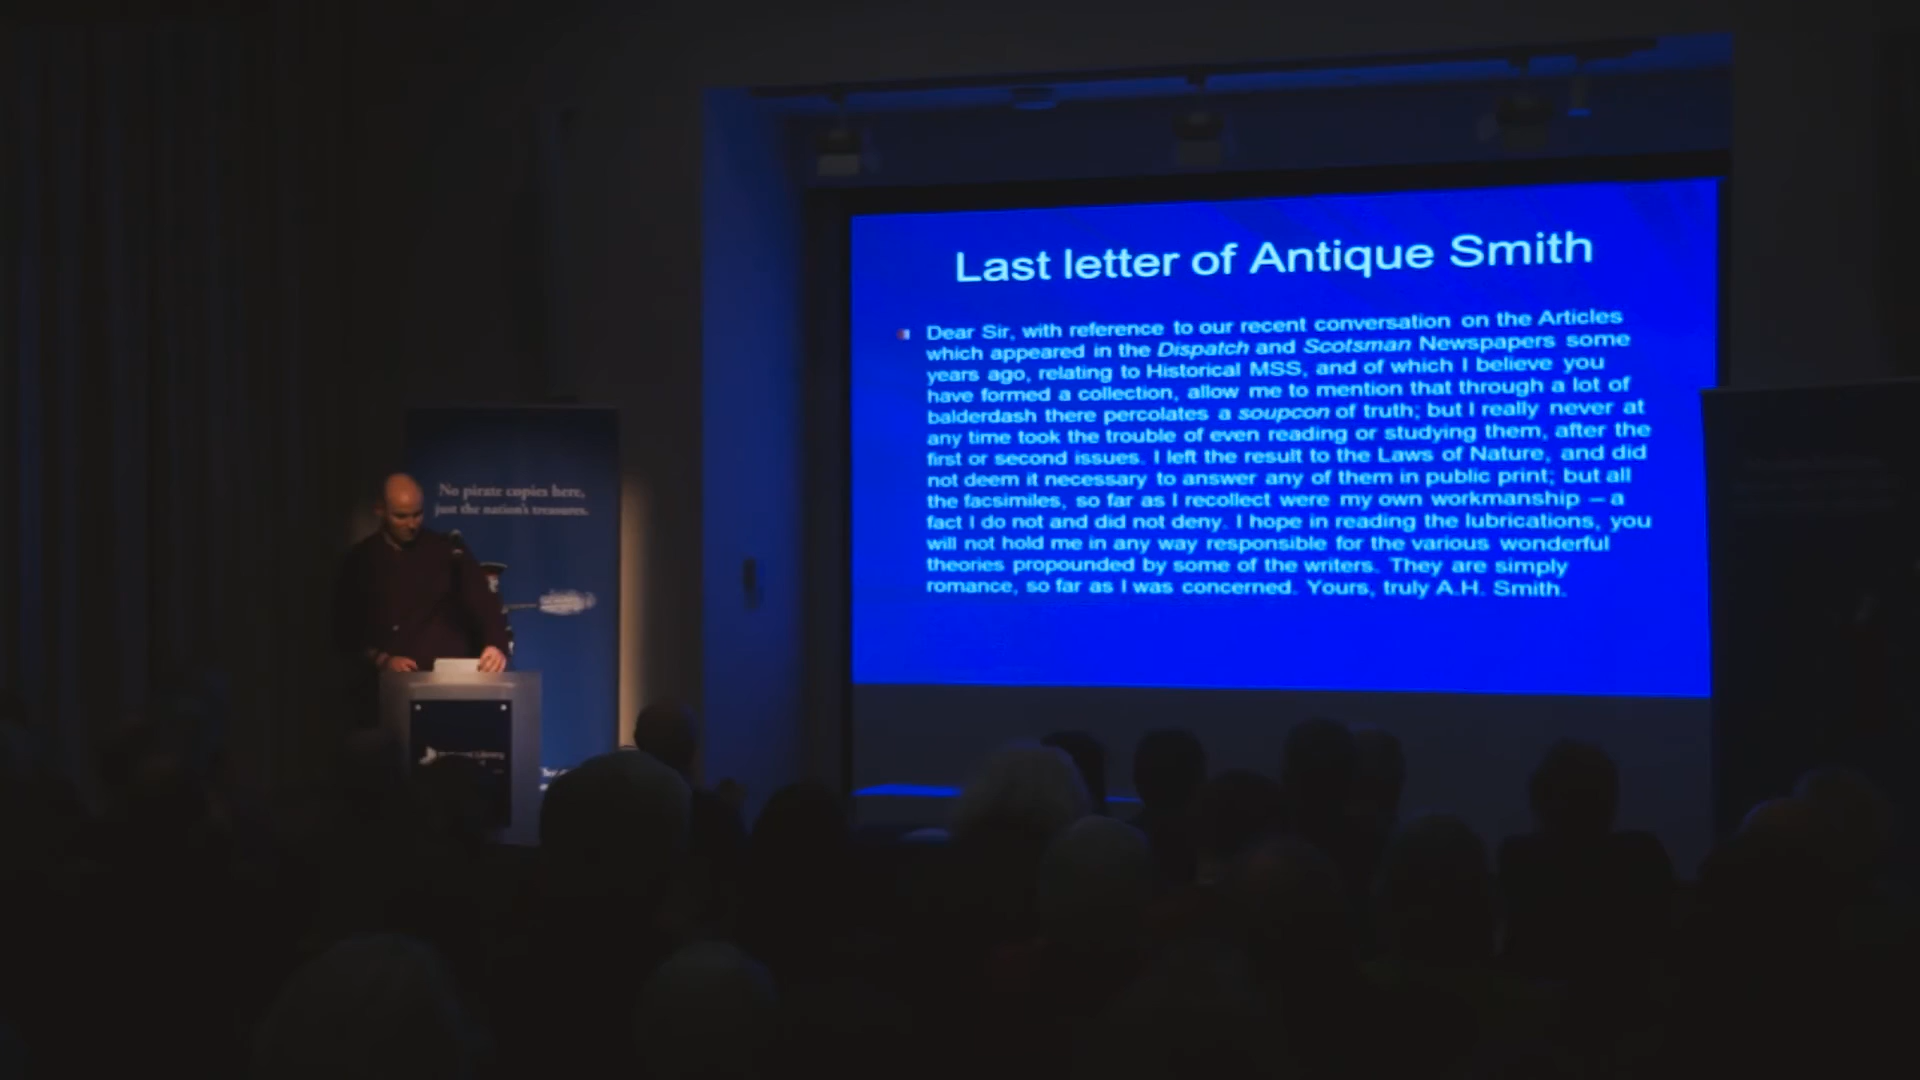 Last letter of Antique Smith
Dear Sir, with reference to our recent conversation on the Articles
which appeared in the Dispatch and Scotsman Newspapers some
years ago, relating to Historical MSS, and of which I believe you
have formed a collection, allow me to mention that through a lot of
balderdash there percolates a soupcon of truth; but I really never at
any time took the trouble of even reading or studying them, after the
first or second issues. I left the result to the Laws of Nature, and did
not deem it necessary to answer any of them in public print; but all
the facsimiles, so far as I recollect were my own workmanship – a
fact I do not and did not deny. I hope in reading the lubrications, you
will not hold me in any way responsible for the various wonderful
theories propounded by some of the writers. They are simply
romance, so far as I was concerned. Yours, truly A.H. Smith.
No pirate copies here,
just the nation's treasures.
Library